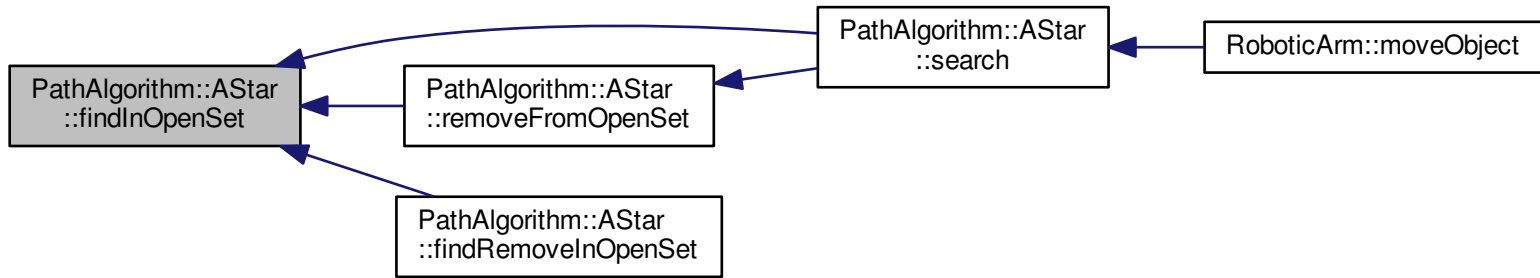 PathAlgorithm::AStar
::findInOpenSet
PathAlgorithm::AStar
::removeFromOpenSet
PathAlgorithm::AStar
::findRemoveInOpenSet
PathAlgorithm::AStar
::search
RoboticArm::moveObject